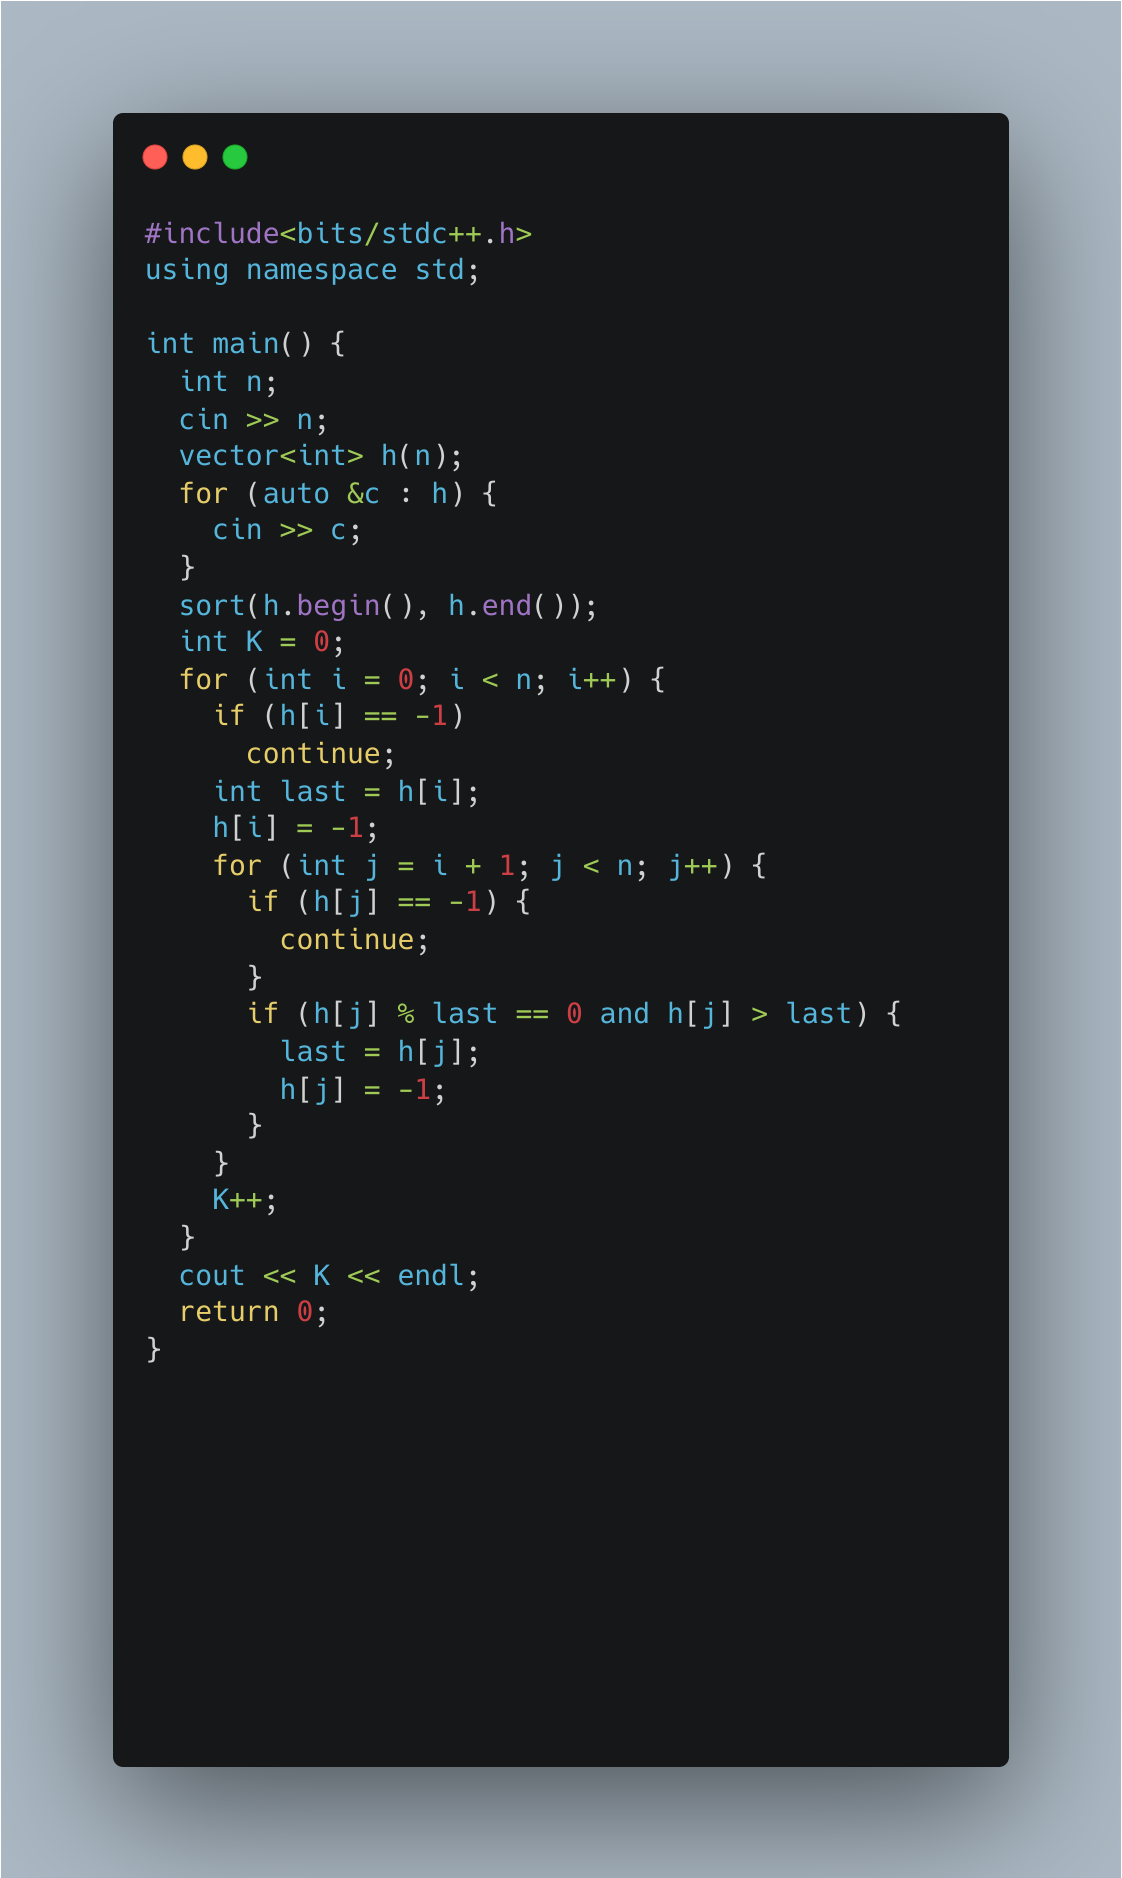 #include<bits/stdc++.h>
using namespace std;

int main() {
  int n;
  cin >> n;
  vector<int> h(n);
  for (auto &c : h) {
    cin >> c;
  }
  sort(h.begin(), h.end());
  int K = 0;
  for (int i = 0; i < n; i++) {
    if (h[i] == -1)
      continue;
    int last = h[i];
    h[i] = -1;
    for (int j = i + 1; j < n; j++) {
      if (h[j] == -1) {
        continue;
      }
      if (h[j] % last == 0 and h[j] > last) {
        last = h[j];
        h[j] = -1;
      }
    }
    K++;
  }
  cout << K << endl;
  return 0;
}